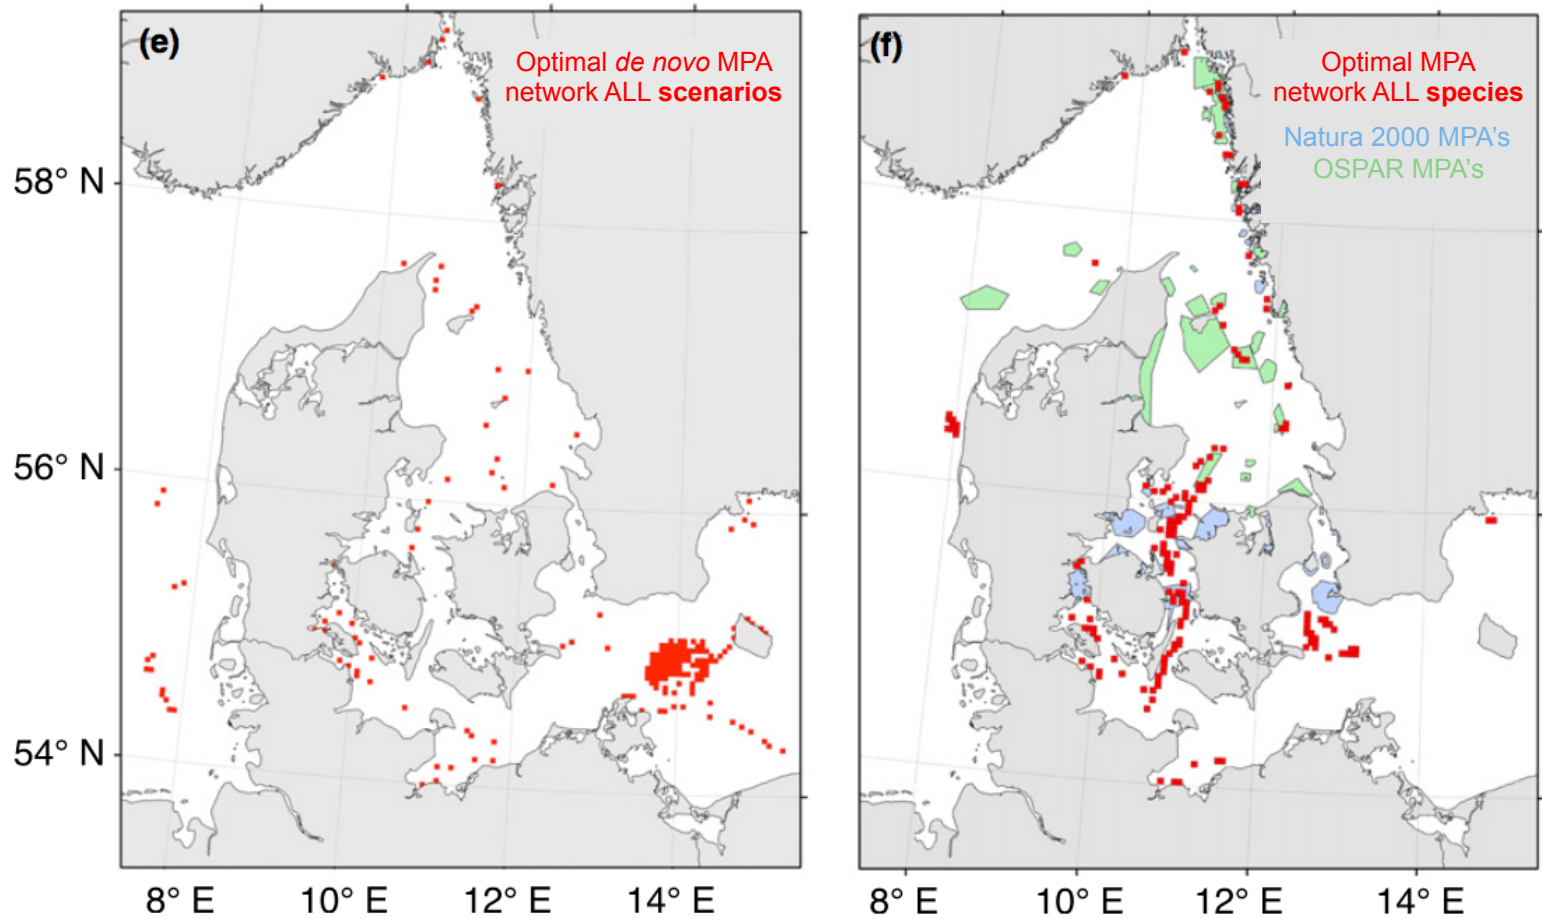 (e)
Optimal de novo MPA
network ALL scenarios
(f)
Optimal MPA
network ALL species
Natura 2000 MPA's
OSPAR MPA's
58° N
56° N
54° N
8° E 10° E 12° E 14° E
8° E 10° E 12° E 14° E